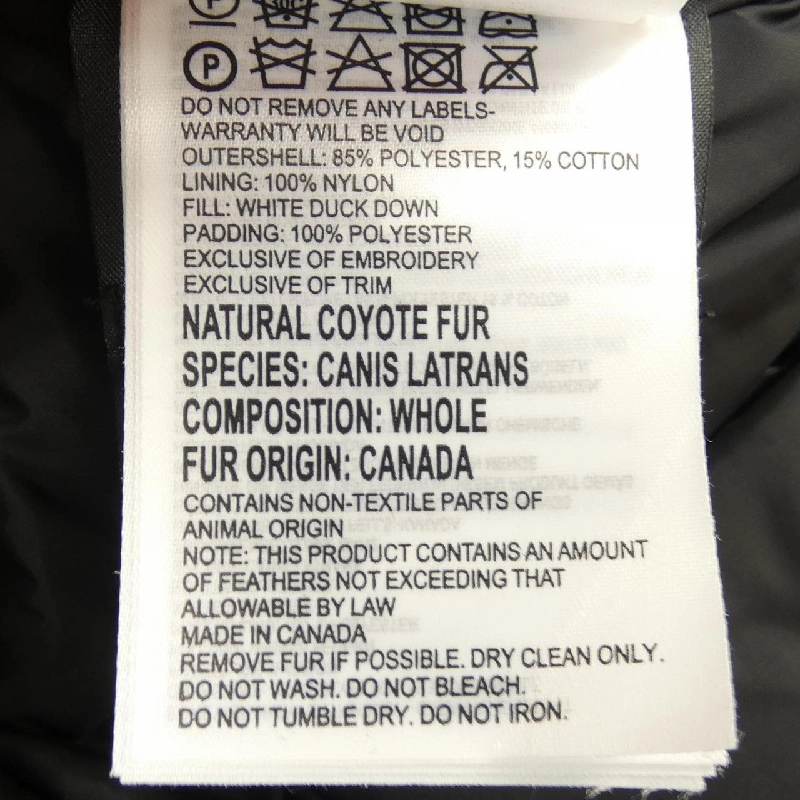 P
DO NOT REMOVE ANY LABELS-
WARRANTY WILL BE VOID
OUTERSHELL: 85% POLYESTER, 15% COTTON
LINING: 100% NYLON
FILL: WHITE DUCK DOWN
PADDING: 100% POLYESTER
EXCLUSIVE OF EMBROIDERY
EXCLUSIVE OF TRIM
NATURAL COYOTE FUR
SPECIES: CANIS LATRANS
COMPOSITION: WHOLE
FUR ORIGIN: CANADA
CONTAINS NON-TEXTILE PARTS OF
ANIMAL ORIGIN
NOTE: THIS PRODUCT CONTAINS AN AMOUNT
OF FEATHERS NOT EXCEEDING THAT
ALLOWABLE BY LAW
MADE IN CANADA
REMOVE FUR IF POSSIBLE. DRY CLEAN ONLY.
DO NOT WASH. DO NOT BLEACH.
DO NOT TUMBLE DRY. DO NOT IRON.